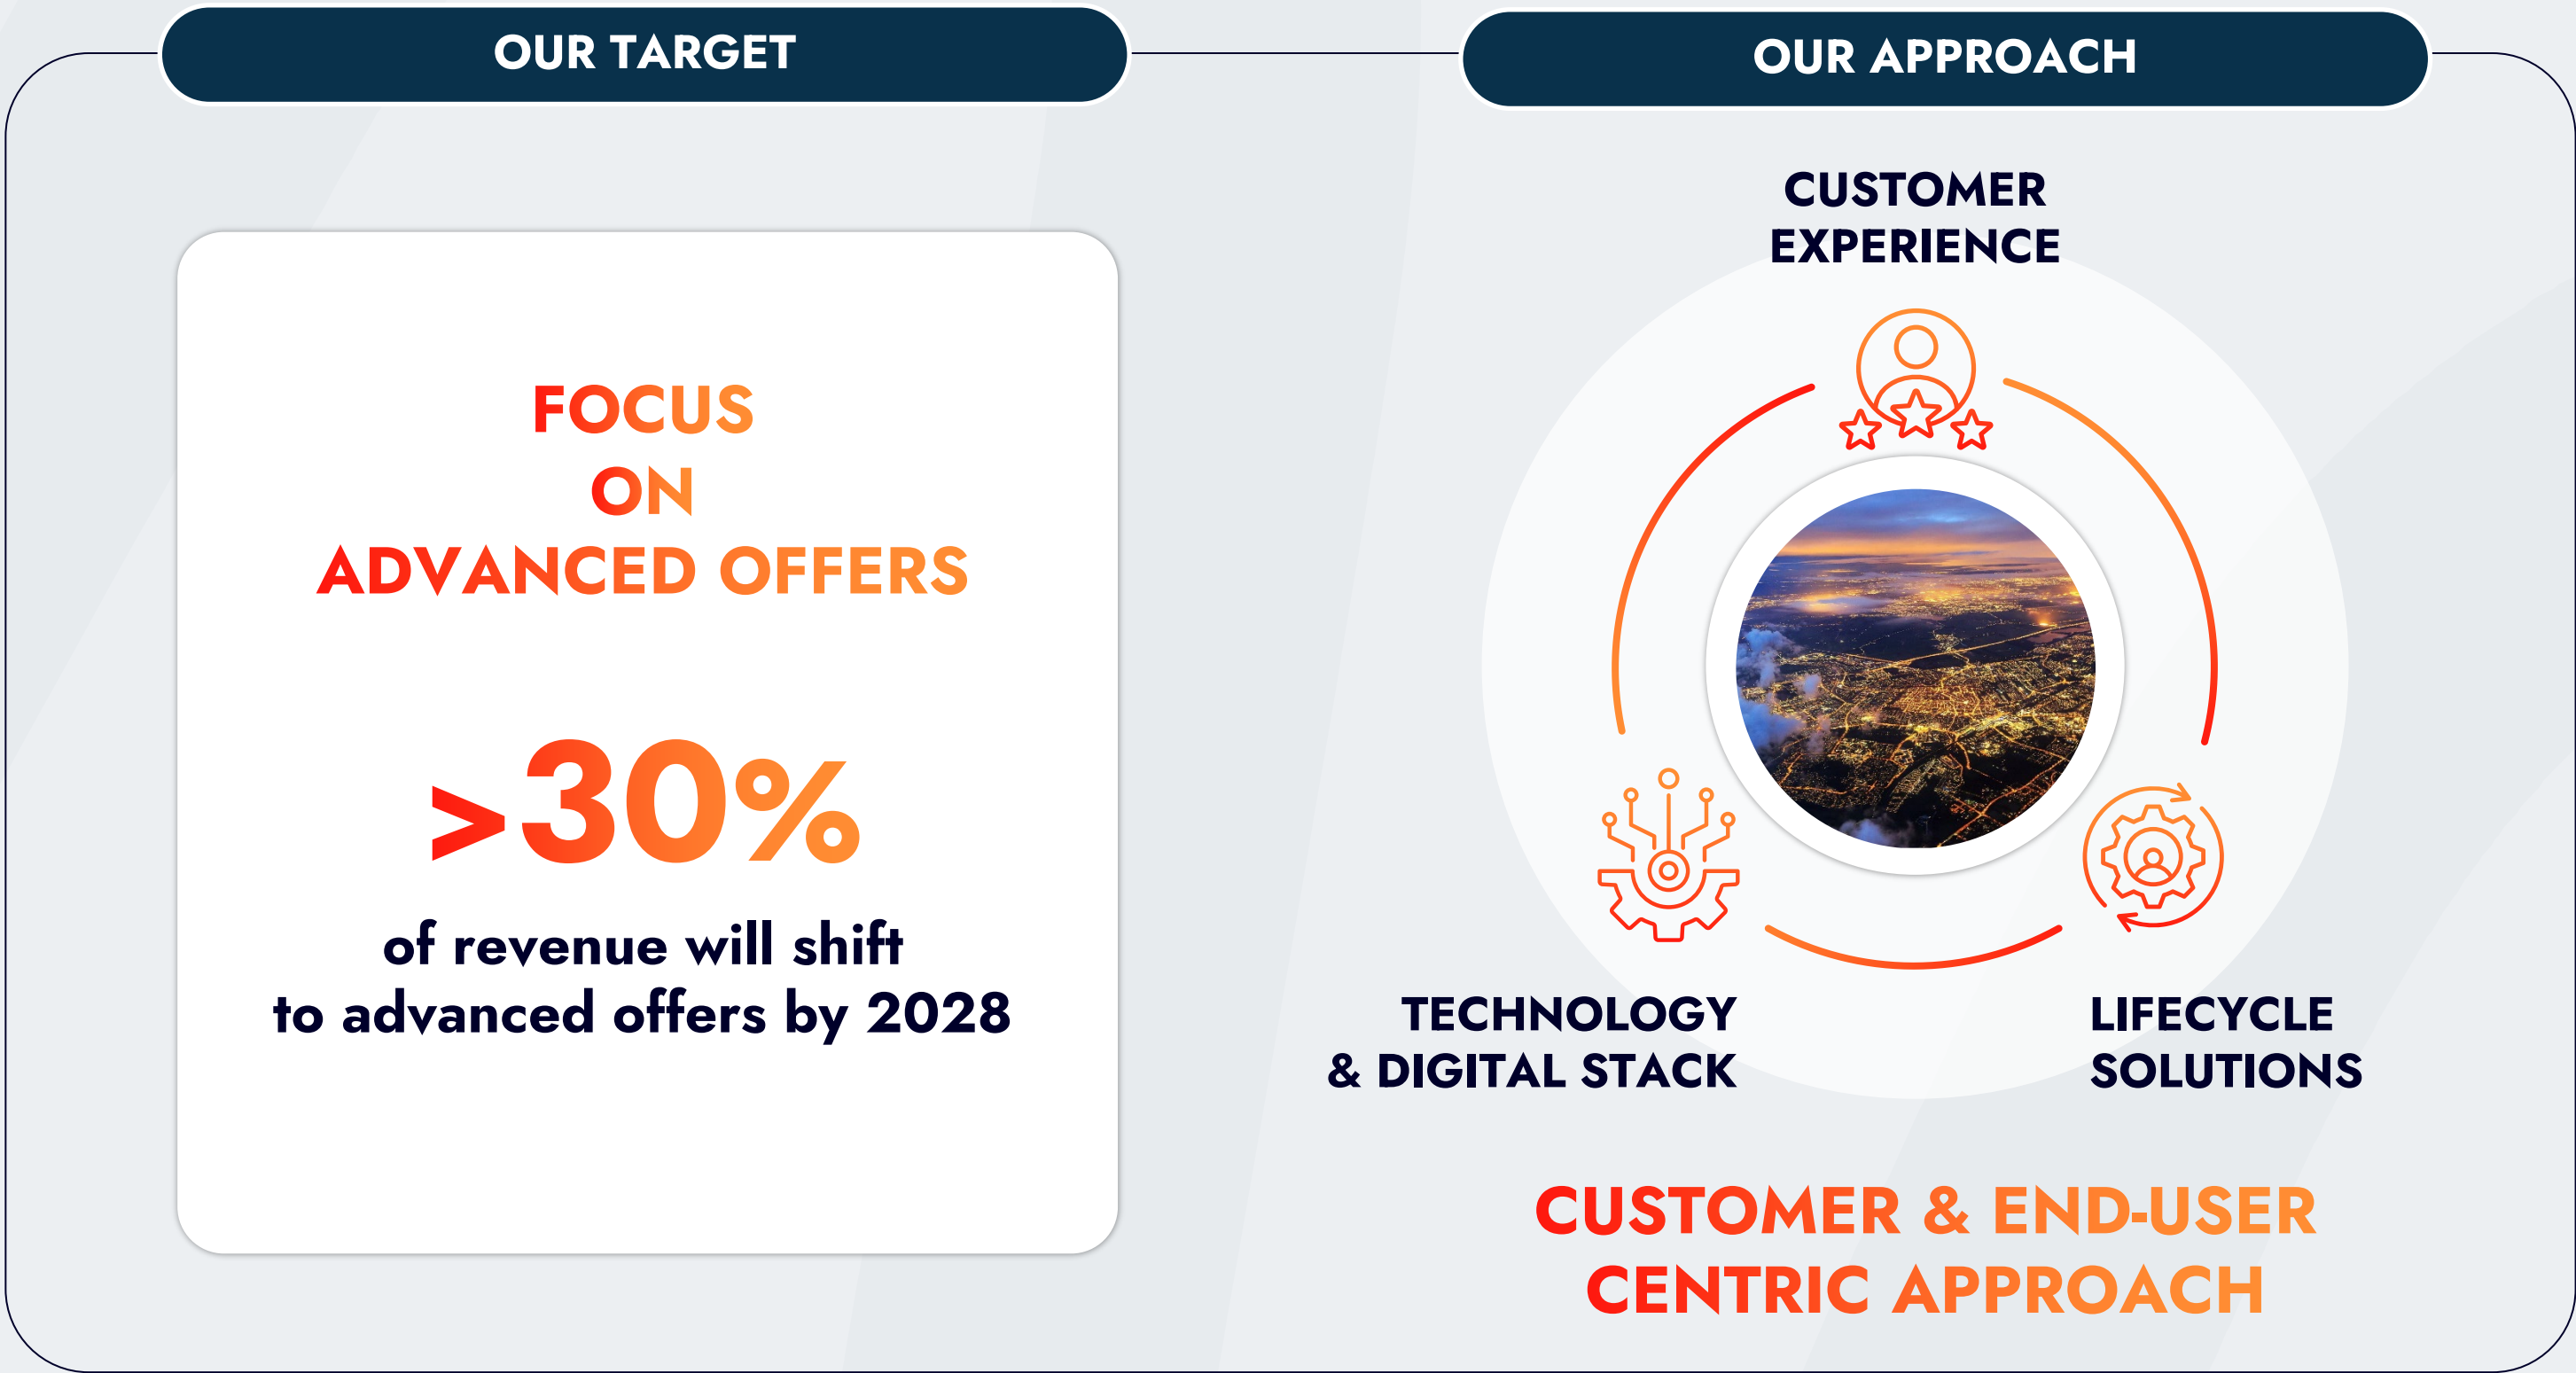 OUR TARGET
FOCUS
ON
ADVANCED OFFERS
>30%
of revenue will shift
to advanced offers by 2028
OUR APPROACH
CUSTOMER
EXPERIENCE
TECHNOLOGY
& DIGITAL STACK
LIFECYCLE
SOLUTIONS
CUSTOMER & END-USER
CENTRIC APPROACH